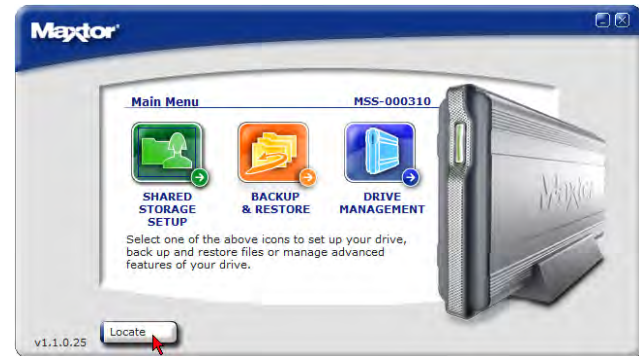 Maxtor
Main Menu MSS-000310
SHARED STORAGE SETUP
BACKUP & RESTORE
DRIVE MANAGEMENT
Select one of the above icons to set up your drive,
back up and restore files or manage advanced
features of your drive.
Maxtor
Locate
v1.1.0.25